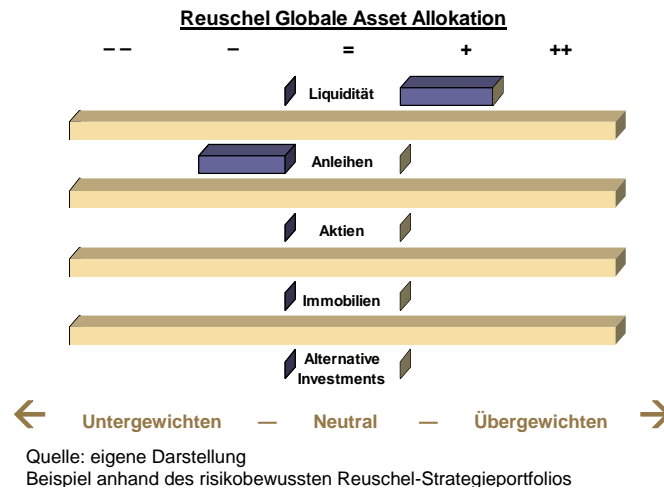 Reuschel Globale Asset Allokation
−− − = + ++
Liquidität
Anleihen
Aktien
Immobilien
Alternative
Investments
← Untergewichten — Neutral — Übergewichten →
Quelle: eigene Darstellung
Beispiel anhand des risikobewussten Reuschel-Strategieportfolios